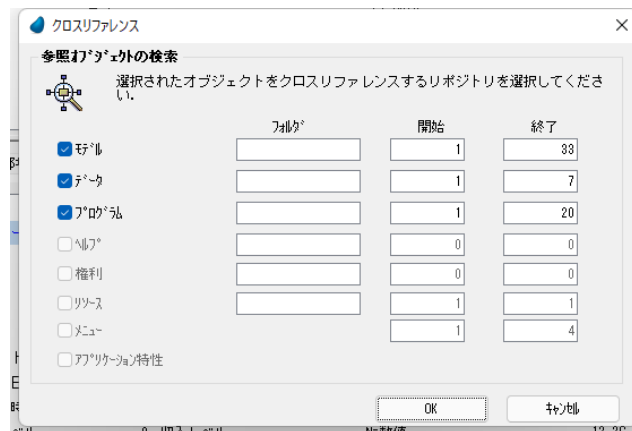 クロスリファレンス
参照ｵﾌﾞｼﾞｪｸﾄの検索
選択されたオブジェクトをクロスリファレンスするリポジトリを選択してくださ
い.
ﾌｫﾙﾀﾞ 開始 終了
ﾓﾃﾞﾙ 1 33
ﾃﾞｰﾀ 1 7
ﾌﾟﾛｸﾞﾗﾑ 1 20
ﾍﾙﾌﾟ 0 0
権利 0 0
ﾘｿｰｽ 1 1
ﾒﾆｭｰ 1 4
ｱﾌﾟﾘｹｰｼｮﾝ特性
OK ｷｬﾝｾﾙ